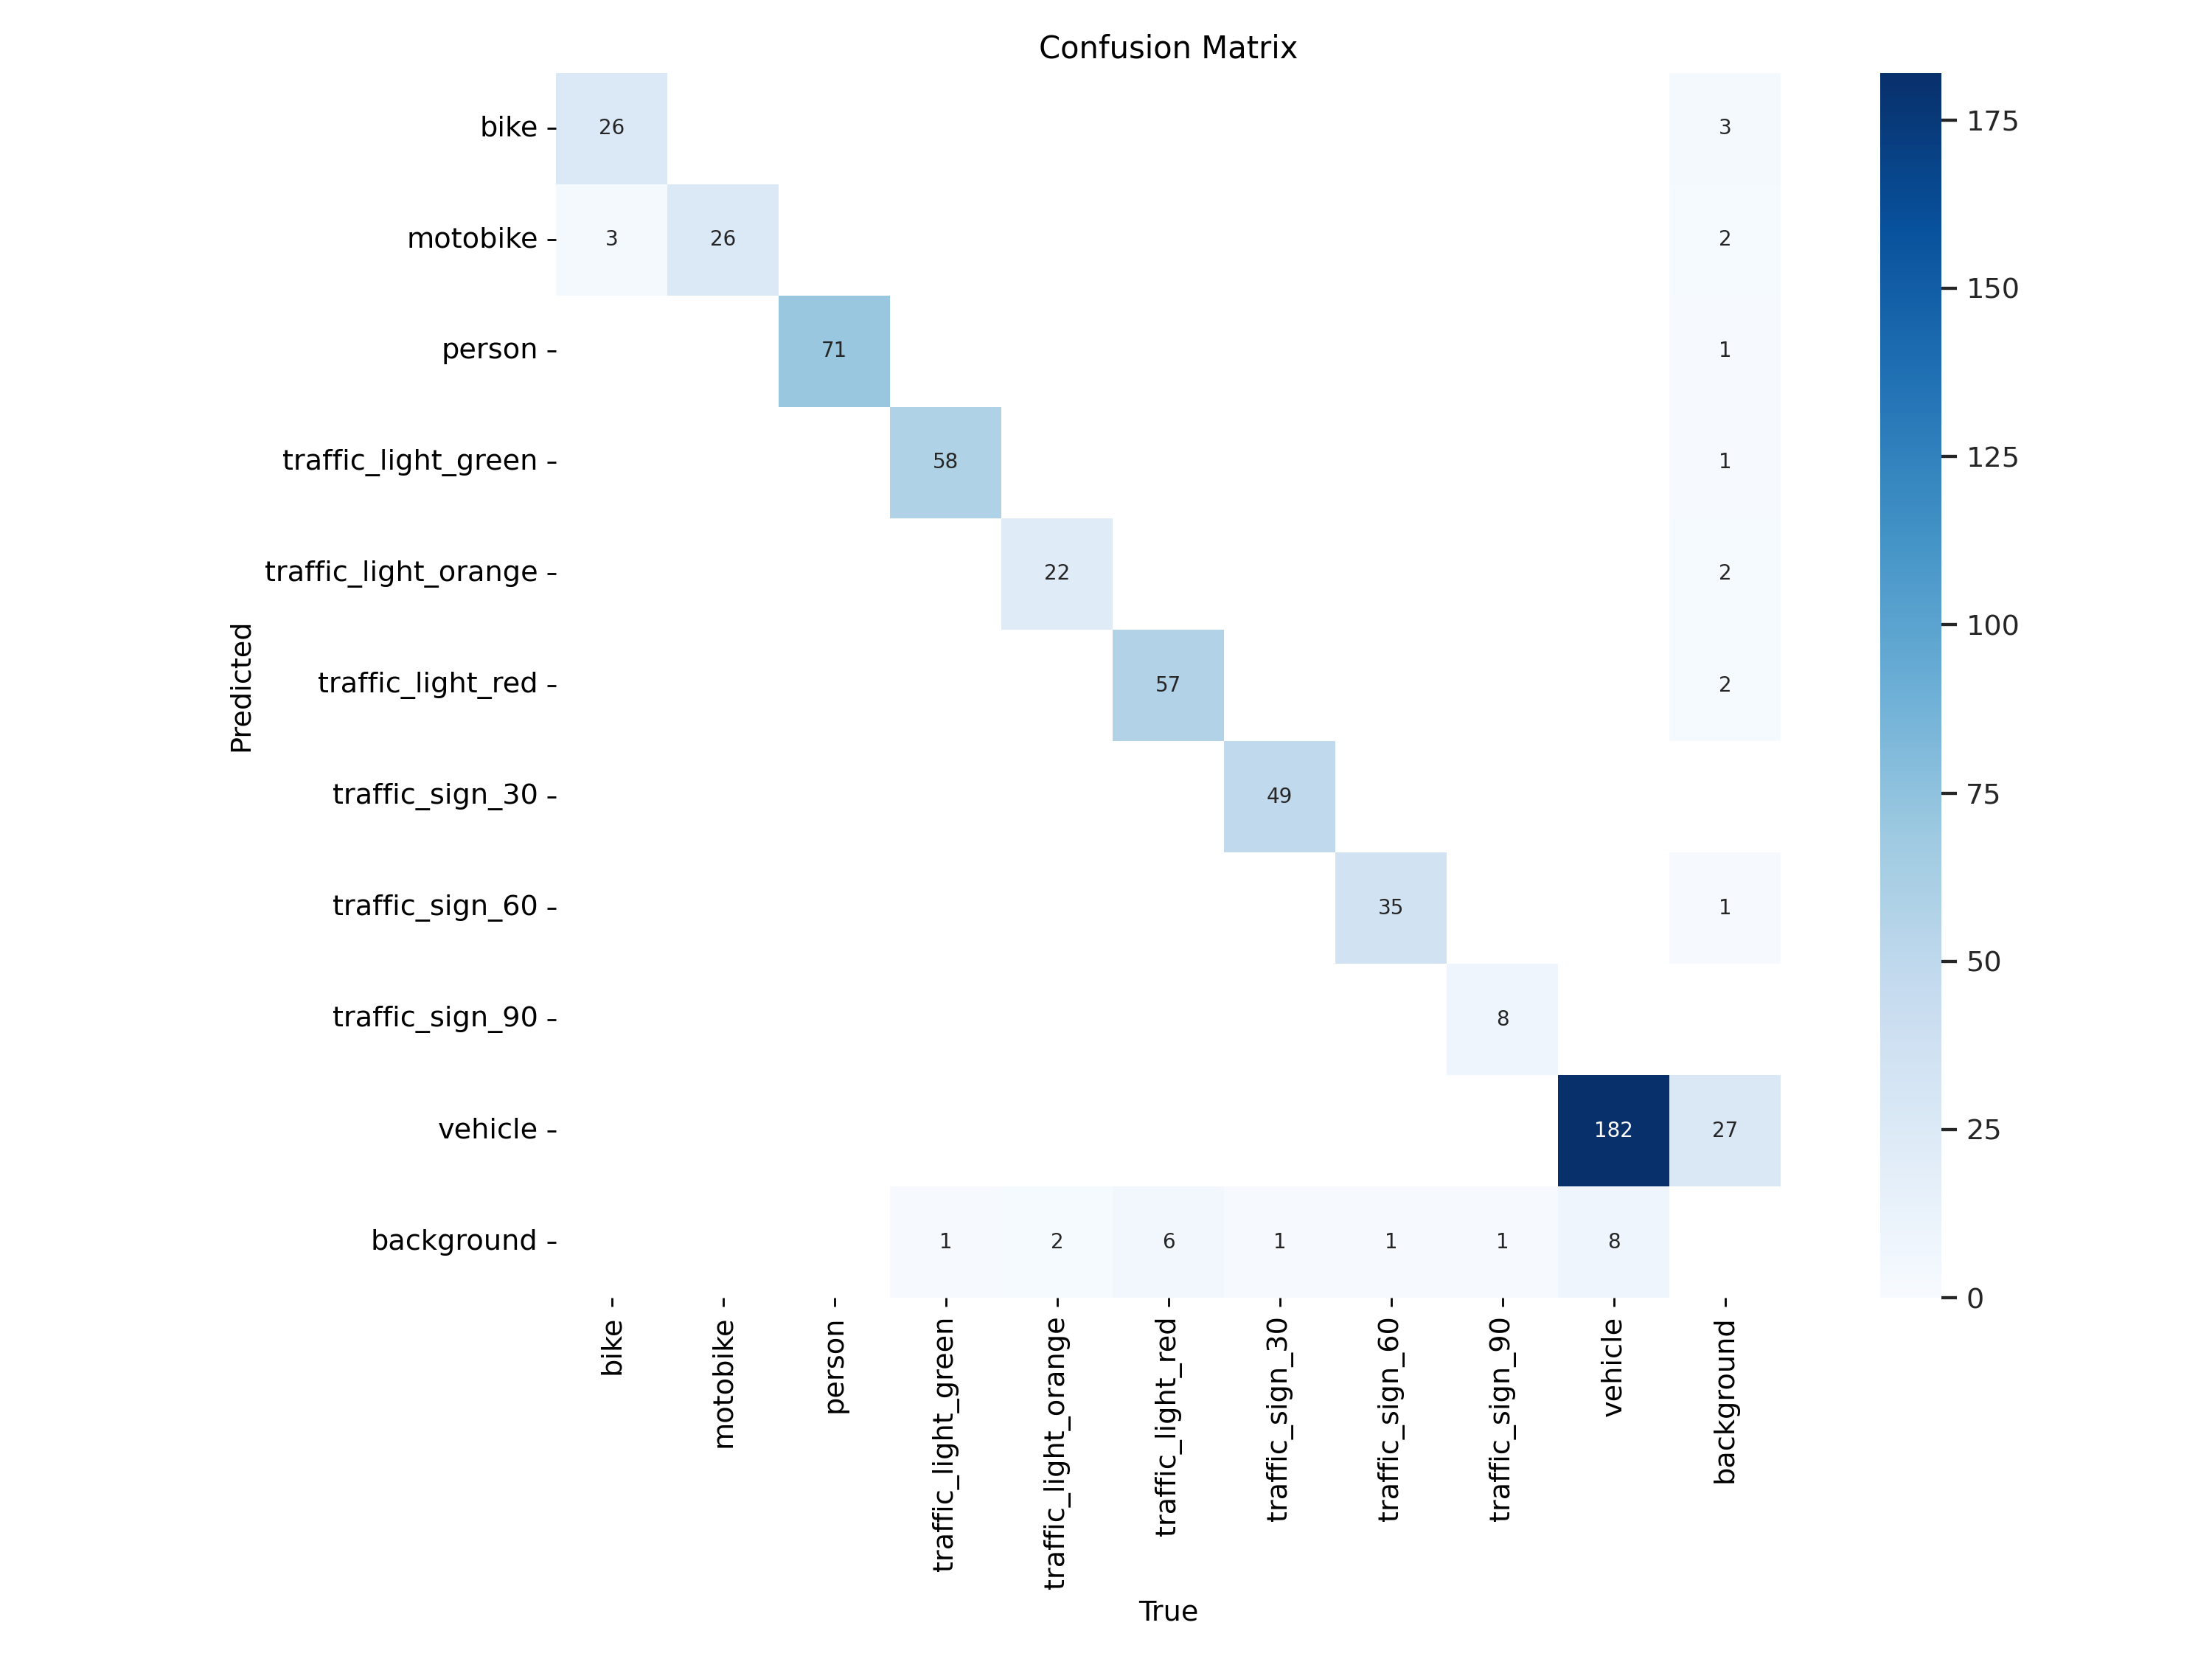 Confusion Matrix
bike 26 3
motobike 3 26 2
person 71 1
traffic_light_green 58 1
traffic_light_orange 22 2
traffic_light_red 57 2
traffic_sign_30 49
traffic_sign_60 35 1
traffic_sign_90 8
vehicle 182 27
background 1 2 6 1 1 1 8
Predicted
bike
motobike
person
traffic_light_green
traffic_light_orange
traffic_light_red
traffic_sign_30
traffic_sign_60
traffic_sign_90
vehicle
background
True
175
150
125
100
75
50
25
0